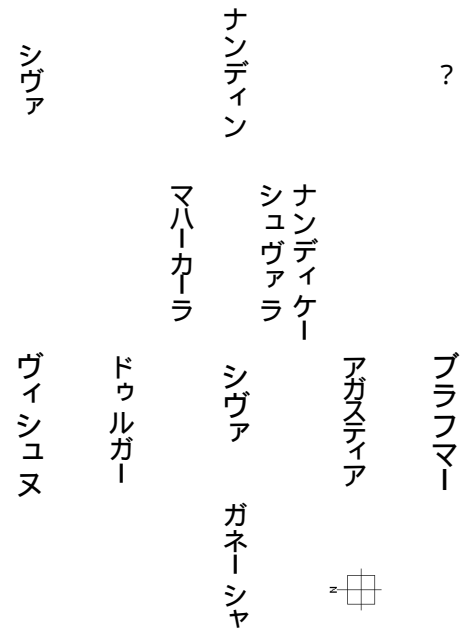 シヴァ
ナンディン
?
マハーカーラ
ナンディケー
シュヴァラ
ヴィシュヌ
ドゥルガー
シヴァ
アガスティア
ブラフマー
ガネーシャ
N